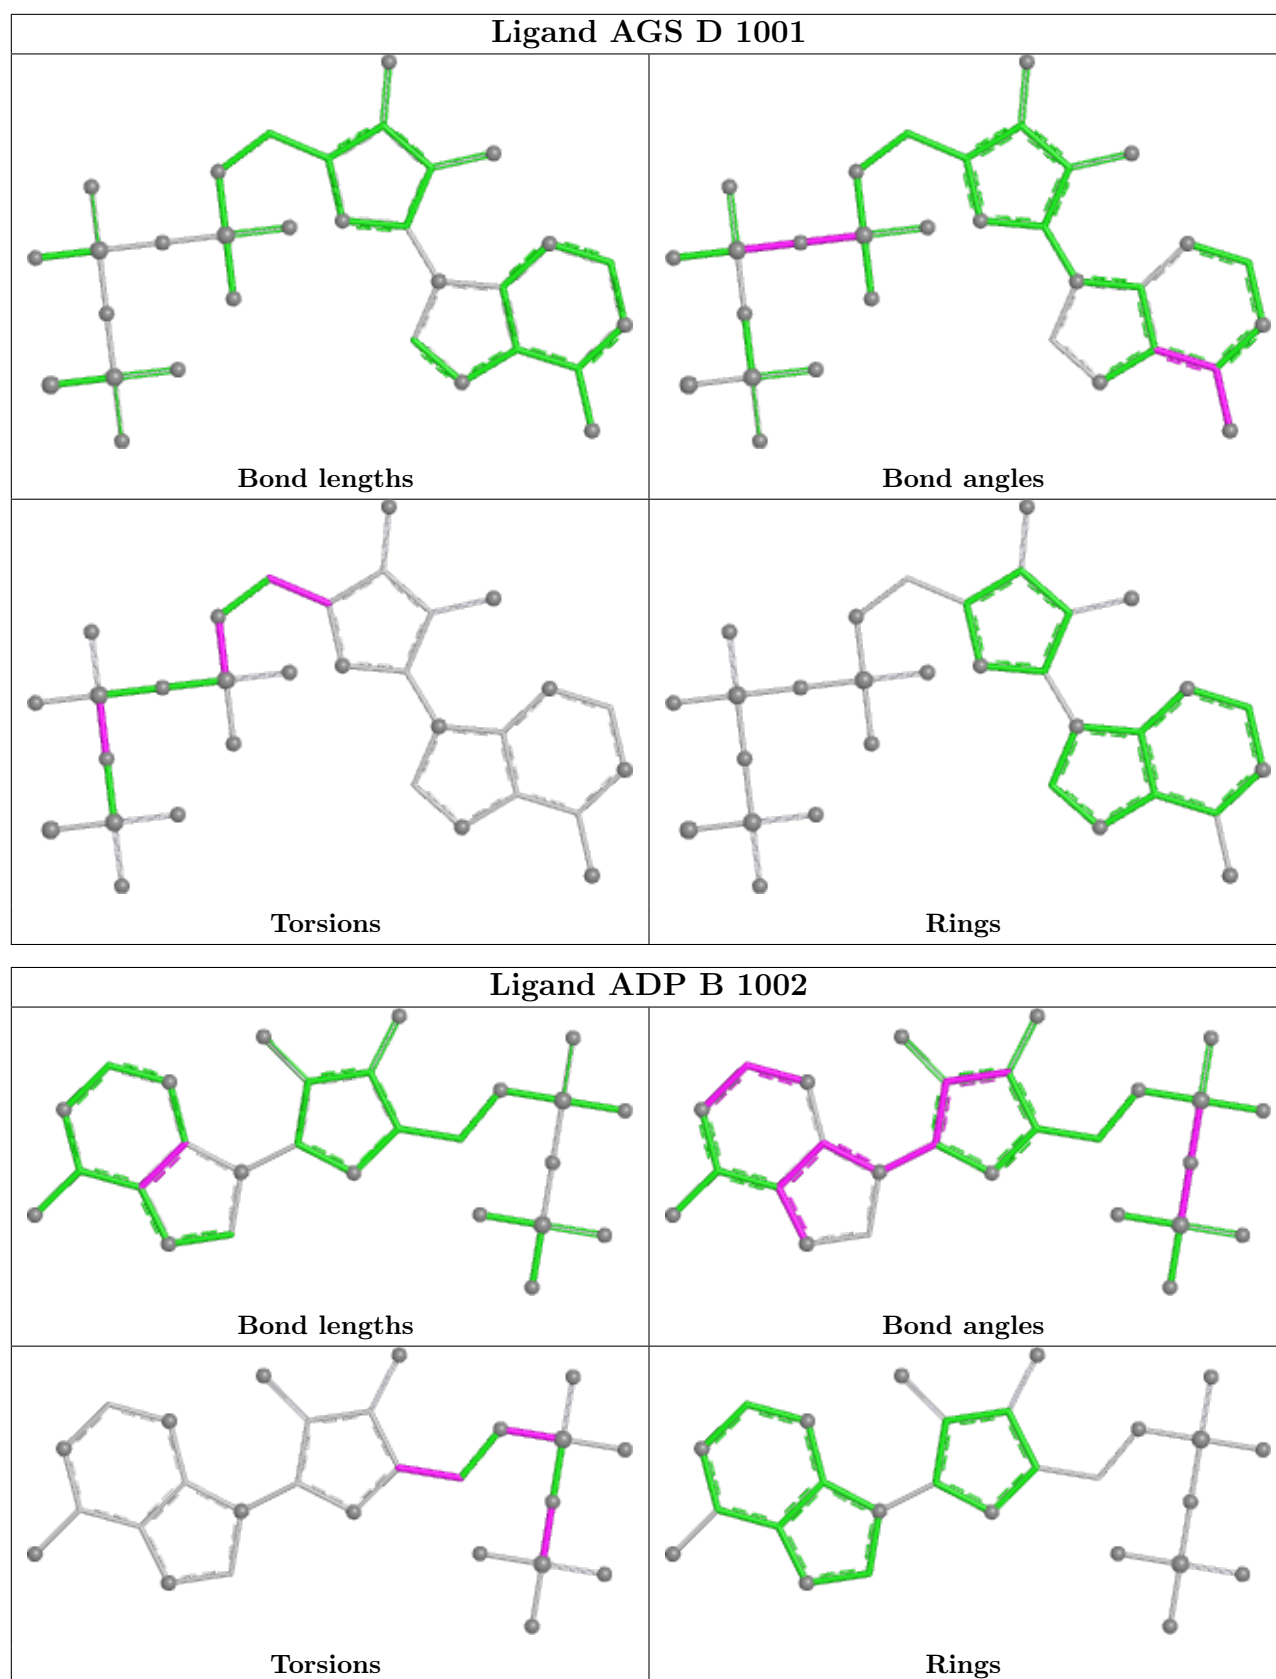 Ligand AGS D 1001
Bond lengths
Bond angles
Torsions
Rings
Ligand ADP B 1002
Bond lengths
Bond angles
Torsions
Rings